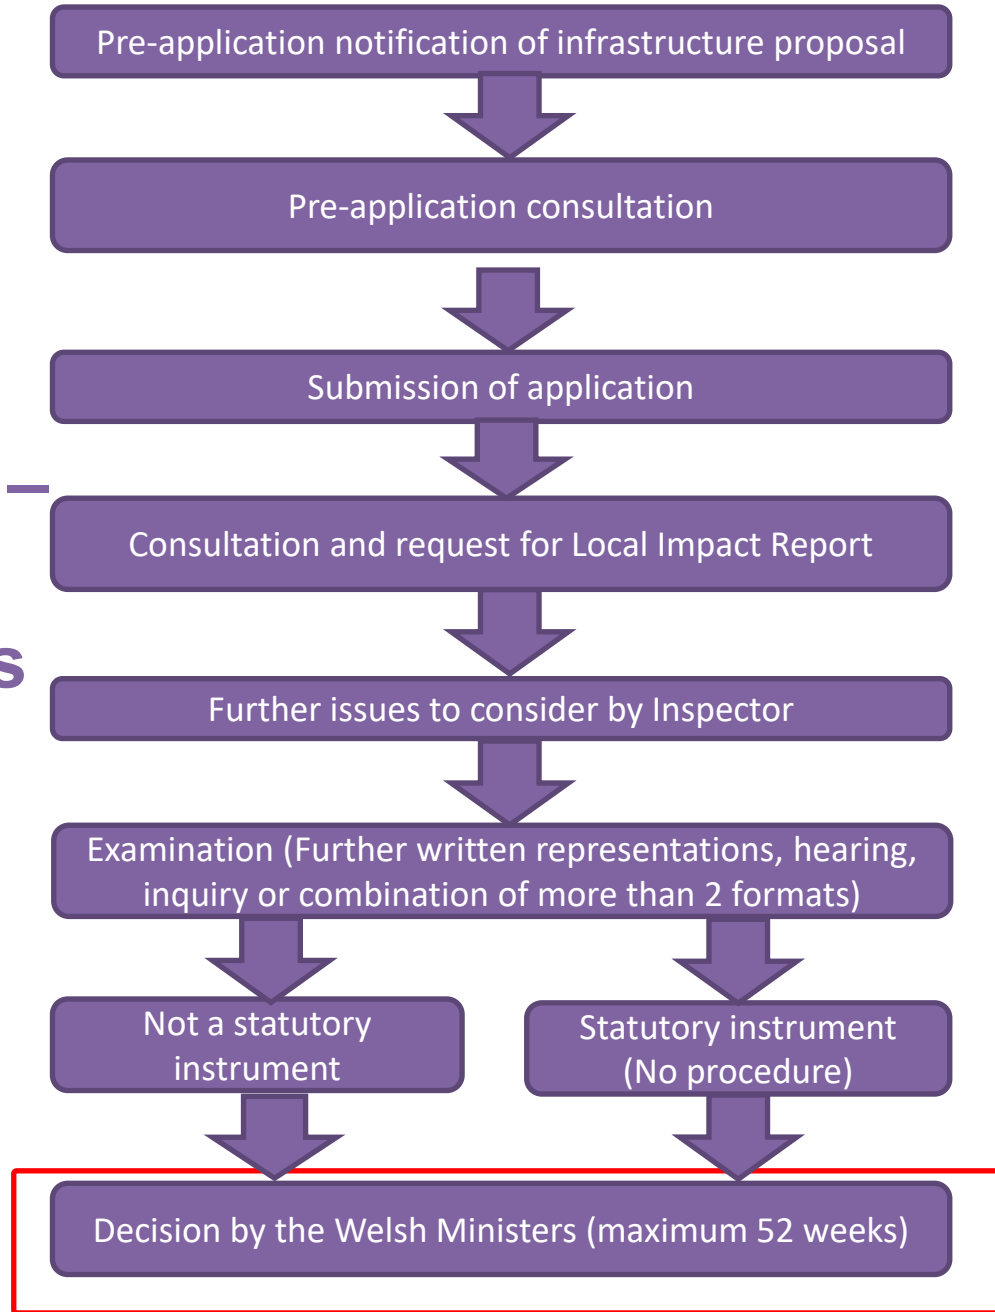 Pre-application notification of infrastructure proposal
Pre-application consultation
Submission of application
–
Consultation and request for Local Impact Report
s
Further issues to consider by Inspector
Examination (Further written representations, hearing,
inquiry or combination of more than 2 formats)
Not a statutory
instrument
Statutory instrument
(No procedure)
Decision by the Welsh Ministers (maximum 52 weeks)